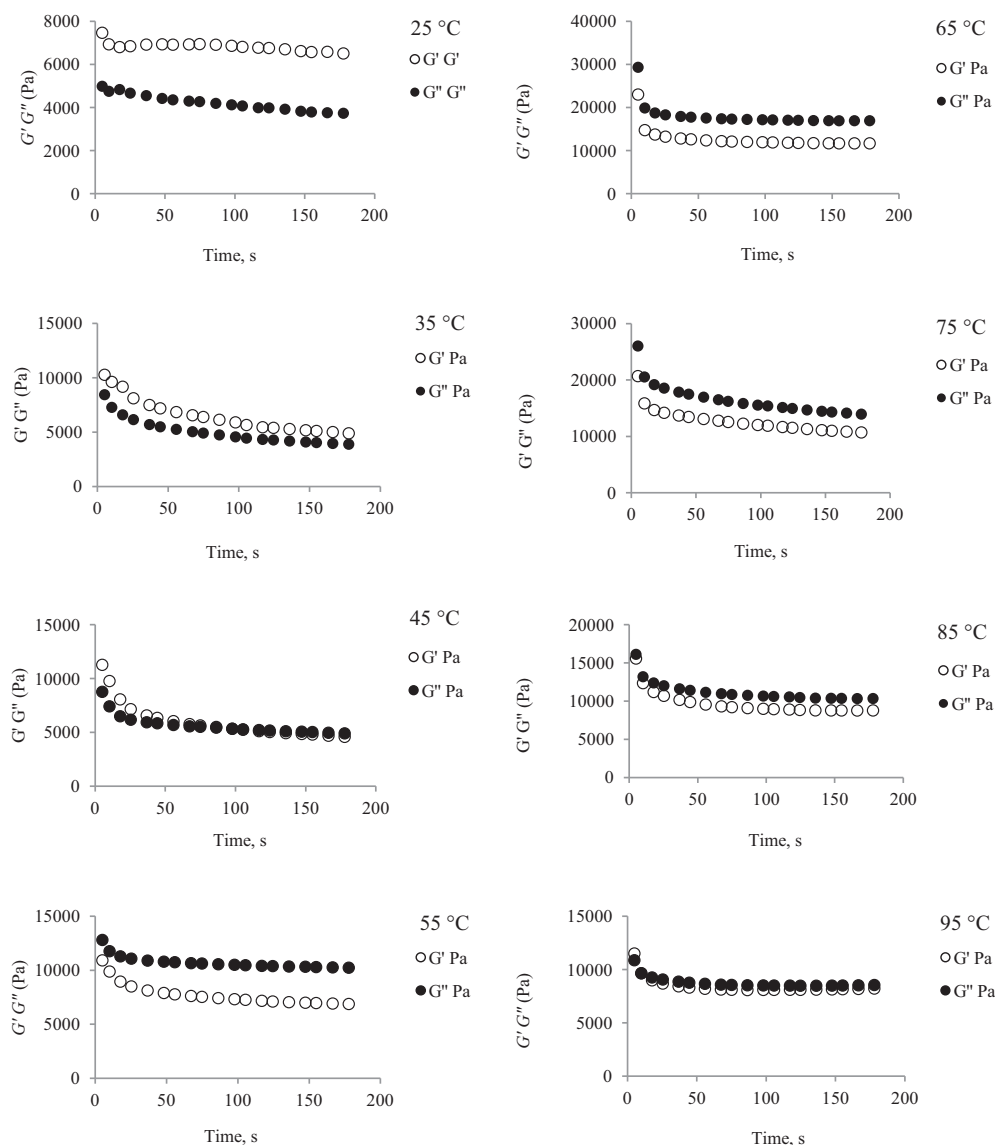 25 °C
8000
6000
4000
2000
0
G' G" (Pa)
0 50 100 150 200
Time, s
G' G'
G" G"
65 °C
40000
30000
20000
10000
0
G' G" (Pa)
0 50 100 150 200
Time, s
G' Pa
G" Pa
35 °C
15000
10000
5000
0
G' G" (Pa)
0 50 100 150 200
Time, s
G' Pa
G" Pa
75 °C
30000
20000
10000
0
G' G" (Pa)
0 50 100 150 200
Time, s
G' Pa
G" Pa
45 °C
15000
10000
5000
0
G' G" (Pa)
0 50 100 150 200
Time, s
G' Pa
G" Pa
85 °C
20000
15000
10000
5000
0
G' G" (Pa)
0 50 100 150 200
Time, s
G' Pa
G" Pa
55 °C
15000
10000
5000
0
G' G" (Pa)
0 50 100 150 200
Time, s
G' Pa
G" Pa
95 °C
15000
10000
5000
0
G' G" (Pa)
0 50 100 150 200
Time, s
G' Pa
G" Pa